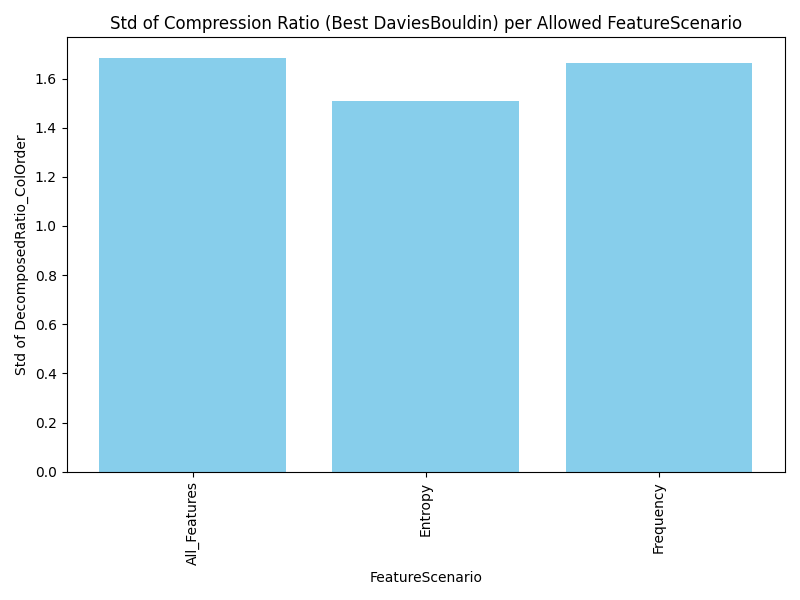 Std of Compression Ratio (Best DaviesBouldin) per Allowed FeatureScenario
Std of DecomposedRatio_ColOrder
1.6
1.4
1.2
1.0
0.8
0.6
0.4
0.2
0.0
All_Features
Entropy
Frequency
FeatureScenario